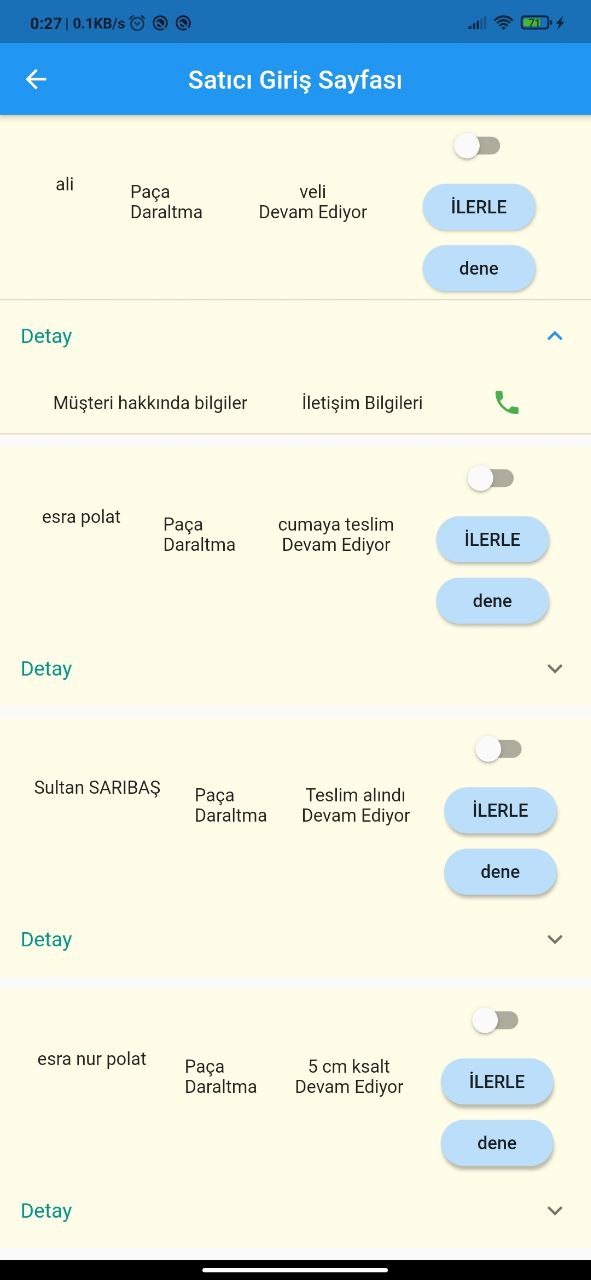 0:27 | 0.1KB/s
71
Satıcı Giriş Sayfası
ali
Paça
Daraltma
veli
Devam Ediyor
İLERLE
dene
Detay
Müşteri hakkında bilgiler
İletişim Bilgileri
esra polat
Paça
Daraltma
cumaya teslim
Devam Ediyor
İLERLE
dene
Detay
Sultan SARIBAŞ
Paça
Daraltma
Teslim alındı
Devam Ediyor
İLERLE
dene
Detay
esra nur polat
Paça
Daraltma
5 cm ksalt
Devam Ediyor
İLERLE
dene
Detay